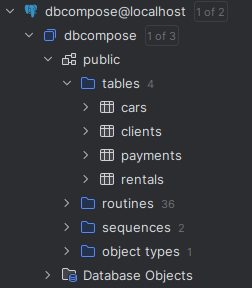 dbcompose@localhost 1 of 2
dbcompose 1 of 3
public
tables 4
cars
clients
payments
rentals
routines 36
sequences 2
object types 1
Database Objects